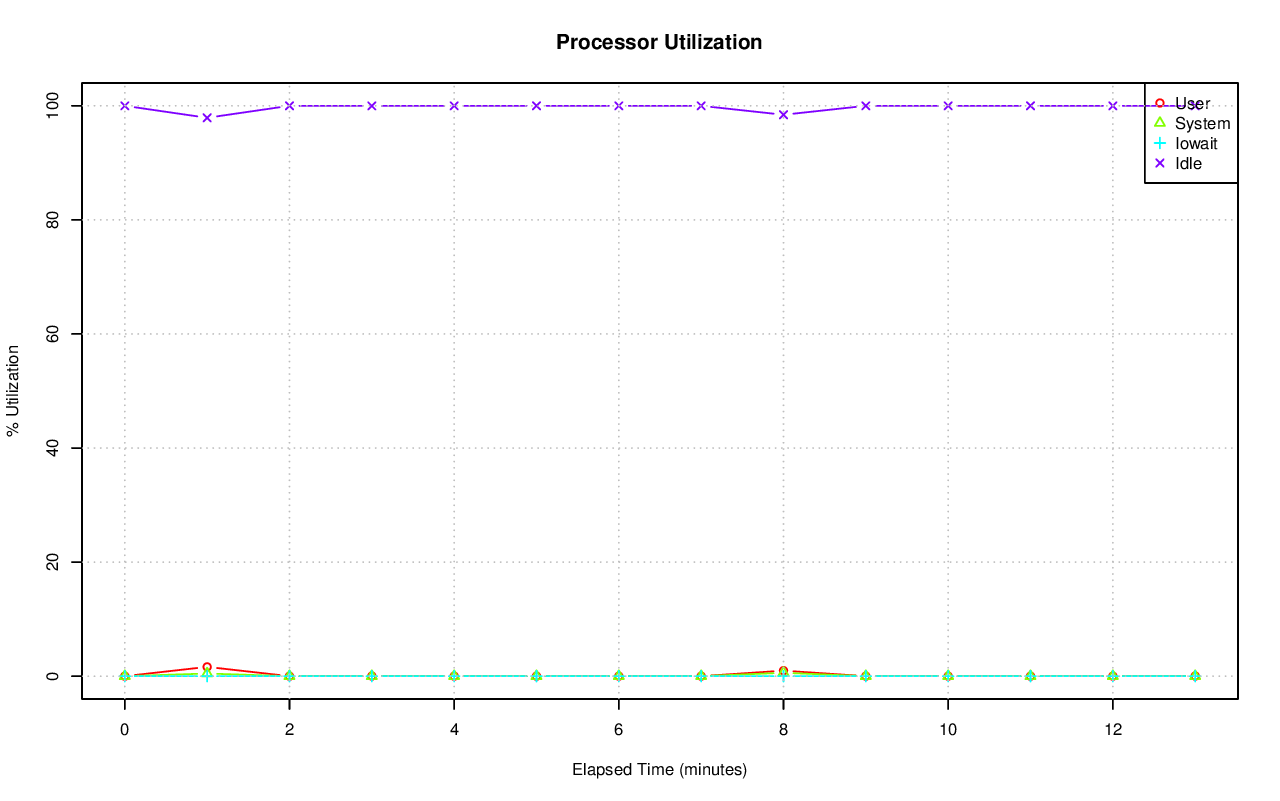 Processor Utilization
100
80
60
40
20
0
% Utilization
User
System
Iowait
Idle
0 2 4 6 8 10 12
Elapsed Time (minutes)